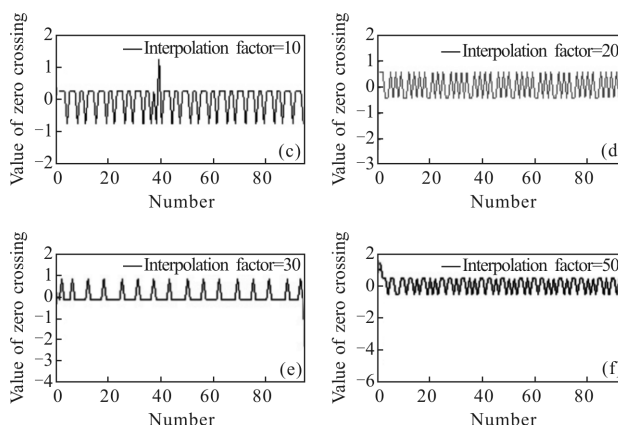 2
Interpolation factor=10
1
0
-1
-2
(c)
0 20 40 60 80
Number
Value of zero crossing
2
Interpolation factor=20
1
0
-1
-2
-3
(d
0 20 40 60 80
Number
Value of zero crossing
2
Interpolation factor=30
1
0
-1
-2
-3
-4
(e)
0 20 40 60 80
Number
Value of zero crossing
2
Interpolation factor=50
0
-2
-4
-6
(f)
0 20 40 60 80
Number
Value of zero crossing